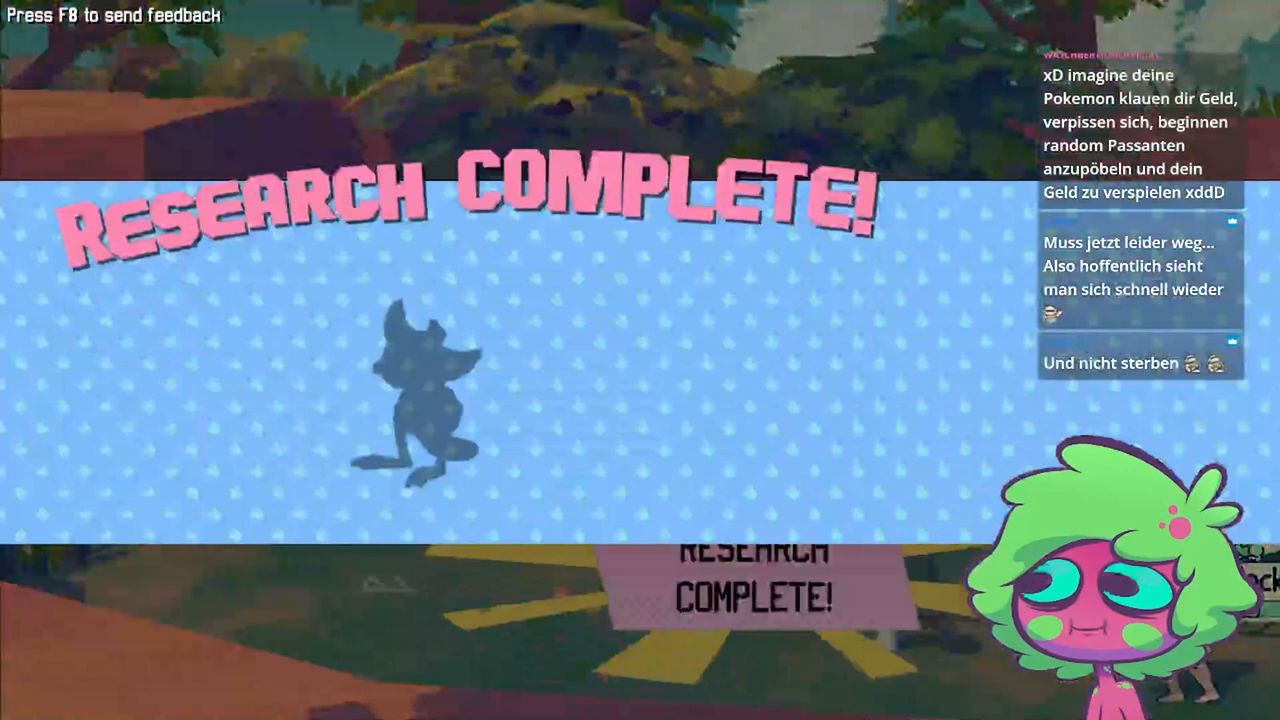 Press F8 to send feedback
RESEARCH COMPLETE!
xD imagine deine
Pokemon klauen dir Geld,
verpissen sich, beginnen
random Passanten
anzupöbeln und dein
Geld zu verspielen xddD
Muss jetzt leider weg...
Also hoffentlich sieht
man sich schnell wieder
Und nicht sterben
RESEARCH
COMPLETE!